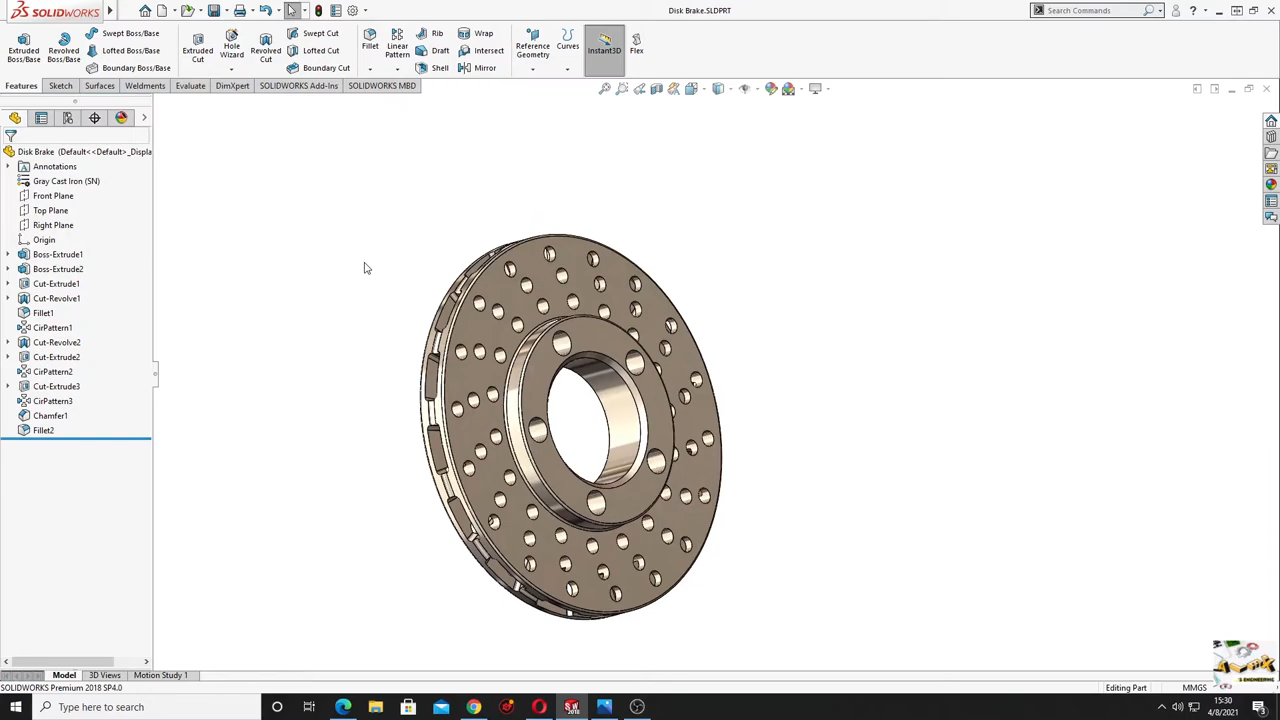 SOLIDWORKS
Disk Brake.SLDPRT
Search Commands
Extruded Boss/Base
Revolved Boss/Base
Swept Boss/Base
Lofted Boss/Base
Boundary Boss/Base
Extruded Cut
Hole Wizard
Revolved Cut
Swept Cut
Lofted Cut
Boundary Cut
Fillet
Linear Pattern
Rib
Draft
Shell
Wrap
Intersect
Mirror
Reference Geometry
Curves
Instant3D
Flex
Features
Sketch
Surfaces
Weldments
Evaluate
DimXpert
SOLIDWORKS Add-Ins
SOLIDWORKS MBD
Disk Brake (Default<<Default>_Displa
Annotations
Gray Cast Iron (SN)
Front Plane
Top Plane
Right Plane
Origin
Boss-Extrude1
Boss-Extrude2
Cut-Extrude1
Cut-Revolve1
Fillet1
CirPattern1
Cut-Revolve2
Cut-Extrude2
CirPattern2
Cut-Extrude3
CirPattern3
Chamfer1
Fillet2
Model
3D Views
Motion Study 1
SOLIDWORKS Premium 2018 SP4.0
Editing Part
MMGS
Type here to search
15:30
4/8/2021